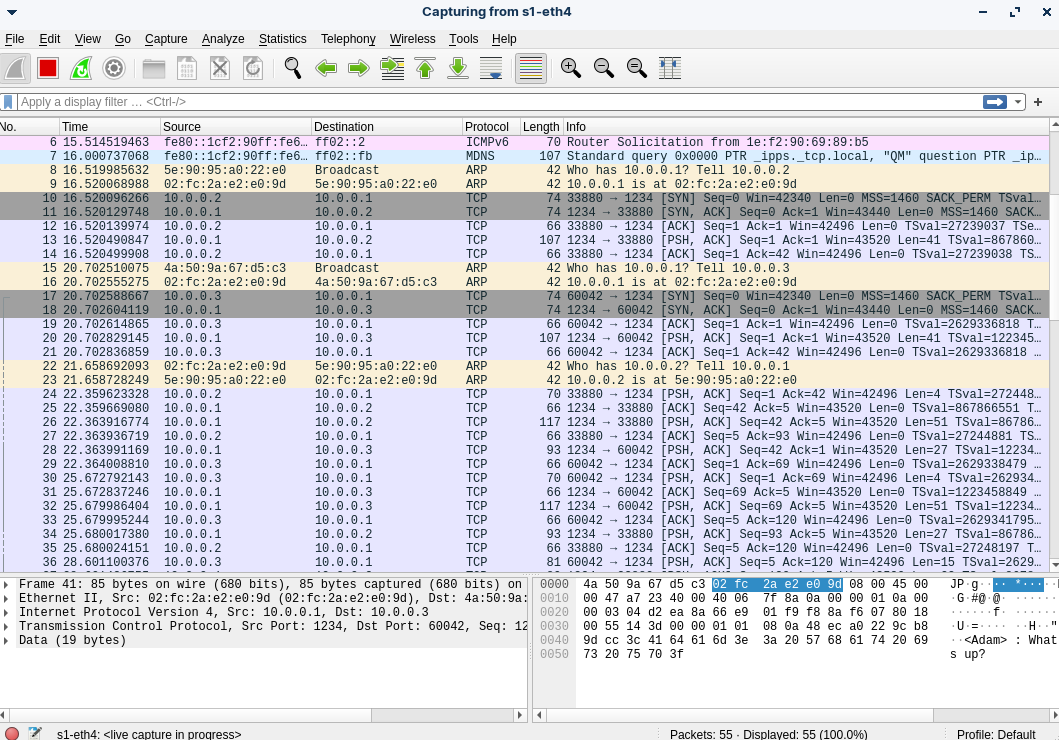 Capturing from s1-eth4
File Edit View Go Capture Analyze Statistics Telephony Wireless Tools Help
Apply a display filter … <Ctrl-/>
No. Time Source Destination Protocol Length Info
6 15.514519463 fe80::1cf2:90ff:fe6… ff02::2 ICMPv6 70 Router Solicitation from 1e:f2:90:69:89:b5
7 16.000737068 fe80::1cf2:90ff:fe6… ff02::fb MDNS 107 Standard query 0x0000 PTR _ipps._tcp.local, "QM" question PTR _ip…
8 16.519985632 5e:90:95:a0:22:e0 Broadcast ARP 42 Who has 10.0.0.1? Tell 10.0.0.2
9 16.520068988 02:fc:2a:e2:e0:9d 5e:90:95:a0:22:e0 ARP 42 10.0.0.1 is at 02:fc:2a:e2:e0:9d
10 16.520096266 10.0.0.2 10.0.0.1 TCP 74 33880 → 1234 [SYN] Seq=0 Win=42340 Len=0 MSS=1460 SACK_PERM TSval…
11 16.520129748 10.0.0.1 10.0.0.2 TCP 74 1234 → 33880 [SYN, ACK] Seq=0 Ack=1 Win=43440 Len=0 MSS=1460 SACK…
12 16.520139974 10.0.0.2 10.0.0.1 TCP 66 33880 → 1234 [ACK] Seq=1 Ack=1 Win=42496 Len=0 TSval=27239037 TSe…
13 16.520490847 10.0.0.1 10.0.0.2 TCP 107 1234 → 33880 [PSH, ACK] Seq=1 Ack=1 Win=43520 Len=41 TSval=867860…
14 16.520499908 10.0.0.2 10.0.0.1 TCP 66 33880 → 1234 [ACK] Seq=1 Ack=42 Win=42496 Len=0 TSval=27239038 TS…
15 20.702510075 4a:50:9a:67:d5:c3 Broadcast ARP 42 Who has 10.0.0.1? Tell 10.0.0.3
16 20.702555275 02:fc:2a:e2:e0:9d 4a:50:9a:67:d5:c3 ARP 42 10.0.0.1 is at 02:fc:2a:e2:e0:9d
17 20.702588667 10.0.0.3 10.0.0.1 TCP 74 60042 → 1234 [SYN] Seq=0 Win=42340 Len=0 MSS=1460 SACK_PERM TSval…
18 20.702604119 10.0.0.1 10.0.0.3 TCP 74 1234 → 60042 [SYN, ACK] Seq=0 Ack=1 Win=43440 Len=0 MSS=1460 SACK…
19 20.702614865 10.0.0.3 10.0.0.1 TCP 66 60042 → 1234 [ACK] Seq=1 Ack=1 Win=42496 Len=0 TSval=2629336818 T…
20 20.702829145 10.0.0.1 10.0.0.3 TCP 107 1234 → 60042 [PSH, ACK] Seq=1 Ack=1 Win=43520 Len=41 TSval=122345…
21 20.702836859 10.0.0.3 10.0.0.1 TCP 66 60042 → 1234 [ACK] Seq=1 Ack=42 Win=42496 Len=0 TSval=2629336818 …
22 21.658692093 02:fc:2a:e2:e0:9d 5e:90:95:a0:22:e0 ARP 42 Who has 10.0.0.2? Tell 10.0.0.1
23 21.658728249 5e:90:95:a0:22:e0 02:fc:2a:e2:e0:9d ARP 42 10.0.0.2 is at 5e:90:95:a0:22:e0
24 22.359623328 10.0.0.2 10.0.0.1 TCP 70 33880 → 1234 [PSH, ACK] Seq=1 Ack=42 Win=42496 Len=4 TSval=272448…
25 22.359669080 10.0.0.1 10.0.0.2 TCP 66 1234 → 33880 [ACK] Seq=42 Ack=5 Win=43520 Len=0 TSval=867866551 T…
26 22.363916774 10.0.0.1 10.0.0.2 TCP 117 1234 → 33880 [PSH, ACK] Seq=42 Ack=5 Win=43520 Len=51 TSval=86786…
27 22.363936719 10.0.0.2 10.0.0.1 TCP 66 33880 → 1234 [ACK] Seq=5 Ack=93 Win=42496 Len=0 TSval=27244881 TS…
28 22.363991169 10.0.0.1 10.0.0.3 TCP 93 1234 → 60042 [PSH, ACK] Seq=42 Ack=1 Win=43520 Len=27 TSval=12234…
29 22.364008810 10.0.0.3 10.0.0.1 TCP 66 60042 → 1234 [ACK] Seq=1 Ack=69 Win=42496 Len=0 TSval=2629338479 …
30 25.672792143 10.0.0.3 10.0.0.1 TCP 70 60042 → 1234 [PSH, ACK] Seq=1 Ack=69 Win=42496 Len=4 TSval=262934…
31 25.672837246 10.0.0.1 10.0.0.3 TCP 66 1234 → 60042 [ACK] Seq=69 Ack=5 Win=43520 Len=0 TSval=1223458849 …
32 25.679986404 10.0.0.1 10.0.0.3 TCP 117 1234 → 60042 [PSH, ACK] Seq=69 Ack=5 Win=43520 Len=51 TSval=12234…
33 25.679995244 10.0.0.3 10.0.0.1 TCP 66 60042 → 1234 [ACK] Seq=5 Ack=120 Win=42496 Len=0 TSval=2629341795…
34 25.680017380 10.0.0.1 10.0.0.2 TCP 93 1234 → 33880 [PSH, ACK] Seq=93 Ack=5 Win=43520 Len=27 TSval=86786…
35 25.680024151 10.0.0.2 10.0.0.1 TCP 66 33880 → 1234 [ACK] Seq=5 Ack=120 Win=42496 Len=0 TSval=27248197 T…
36 28.601100376 10.0.0.3 10.0.0.1 TCP 81 60042 → 1234 [PSH, ACK] Seq=5 Ack=120 Win=42496 Len=15 TSval=2629…
Frame 41: 85 bytes on wire (680 bits), 85 bytes captured (680 bits) on
Ethernet II, Src: 02:fc:2a:e2:e0:9d (02:fc:2a:e2:e0:9d), Dst: 4a:50:9a:
Internet Protocol Version 4, Src: 10.0.0.1, Dst: 10.0.0.3
Transmission Control Protocol, Src Port: 1234, Dst Port: 60042, Seq: 12
Data (19 bytes)
0000 4a 50 9a 67 d5 c3 02 fc 2a e2 e0 9d 08 00 45 00 JP·g···· *·····
0010 00 47 a7 23 40 00 40 06 7f 8a 0a 00 00 01 0a 00 ·G·#@·@·
0020 00 03 04 d2 ea 8a 66 e9 01 f9 f8 8a f6 07 80 18 ······f·
0030 00 55 14 3d 00 00 01 01 08 0a 48 ec a0 22 9c b8 ·U·=···· ··H··"
0040 9d cc 3c 41 64 61 6d 3e 3a 20 57 68 61 74 20 69 ··<Adam> : What
0050 73 20 75 70 3f s up?
s1-eth4: <live capture in progress> Packets: 55 · Displayed: 55 (100.0%) Profile: Default